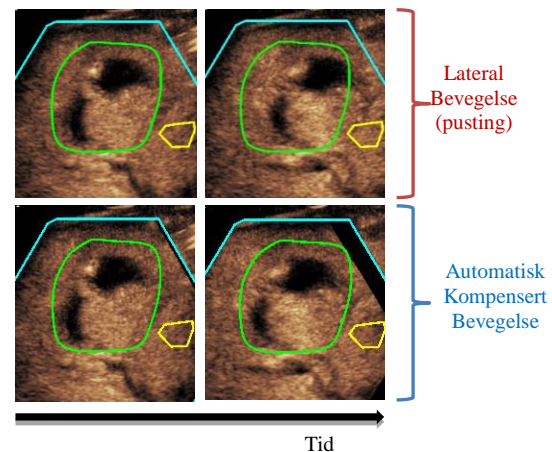 Lateral
Bevegelse
(pusting)
Automatisk
Kompensert
Bevegelse
Tid